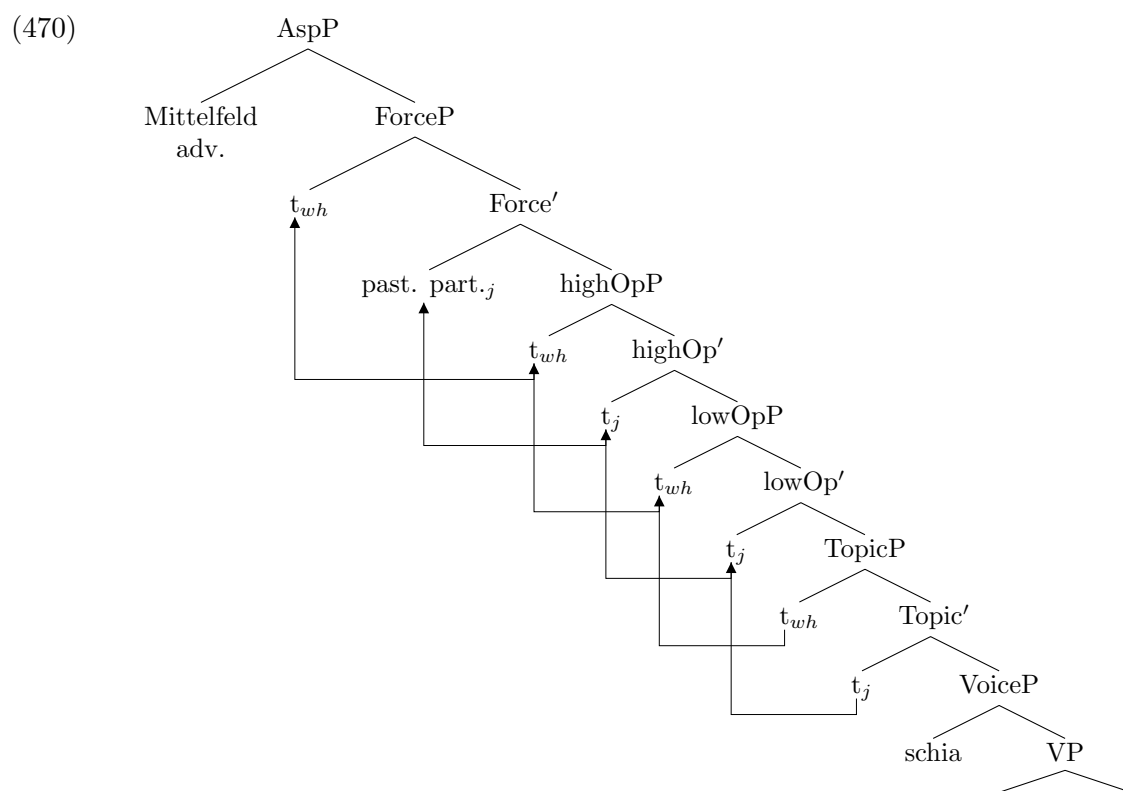 (470)
AspP
Mittelfeld
adv.
ForceP
t_wh
Force′
past. part._j
highOpP
t_wh
highOp′
t_j
lowOpP
t_wh
lowOp′
t_j
TopicP
t_wh
Topic′
t_j
VoiceP
schia
VP